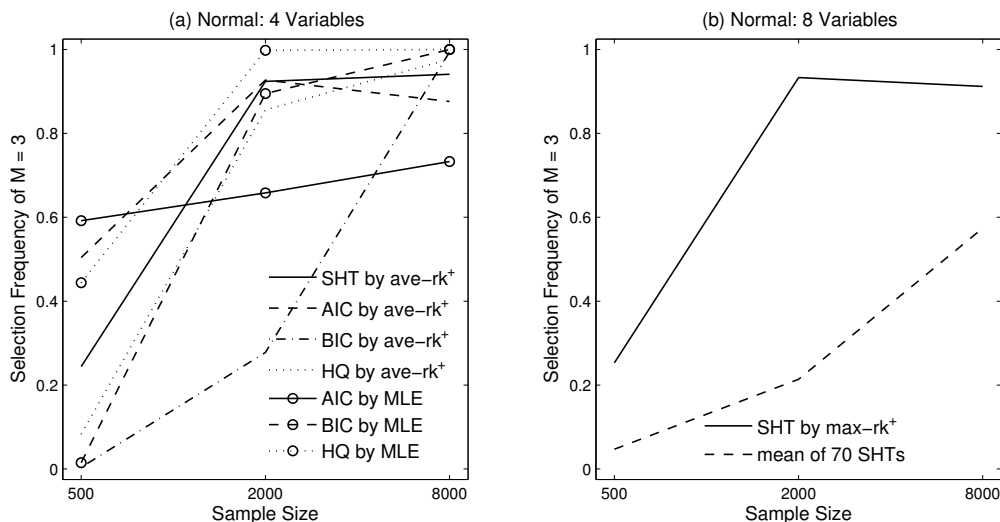 (a) Normal: 4 Variables
Selection Frequency of M = 3
1
0.8
0.6
0.4
0.2
0
500
2000
8000
Sample Size
SHT by ave−rk⁺
AIC by ave−rk⁺
BIC by ave−rk⁺
HQ by ave−rk⁺
AIC by MLE
BIC by MLE
HQ by MLE
(b) Normal: 8 Variables
Selection Frequency of M = 3
1
0.8
0.6
0.4
0.2
0
500
2000
8000
Sample Size
SHT by max−rk⁺
mean of 70 SHTs